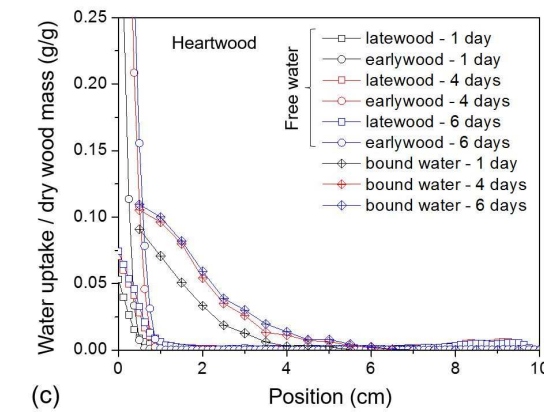 0.25
0.20
0.15
0.10
0.05
0.00
Water uptake / dry wood mass (g/g)
Heartwood
Free water
latewood - 1 day
earlywood - 1 day
latewood - 4 days
earlywood - 4 days
latewood - 6 days
earlywood - 6 days
bound water - 1 day
bound water - 4 days
bound water - 6 days
0 2 4 6 8 10
Position (cm)
(c)